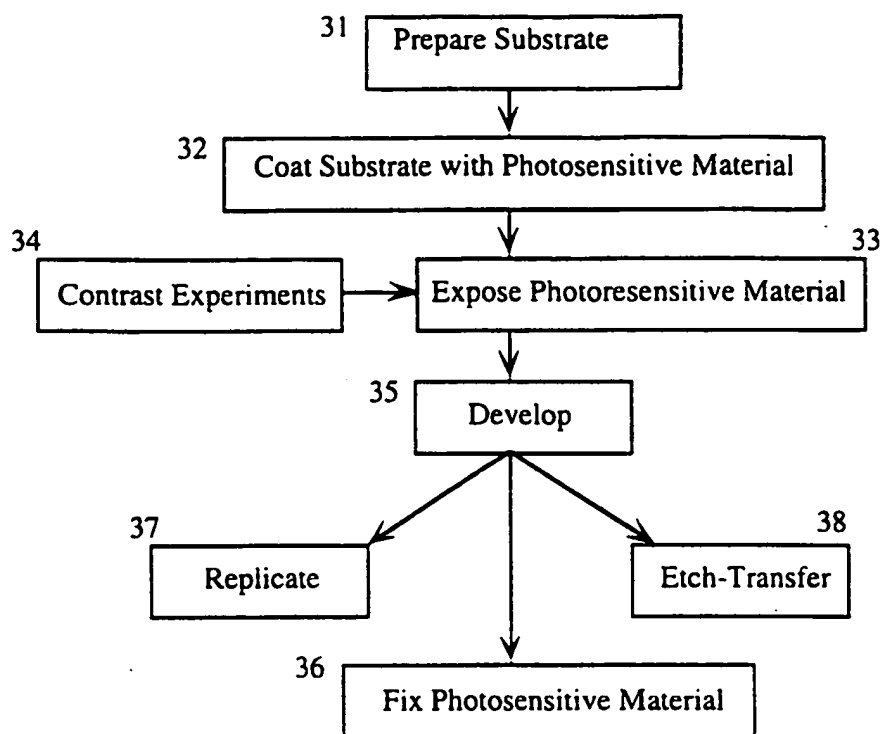 31
Prepare Substrate
32
Coat Substrate with Photosensitive Material
34
33
Contrast Experiments
Expose Photoresensitive Material
35
Develop
37
38
Replicate
Etch-Transfer
36
Fix Photosensitive Material